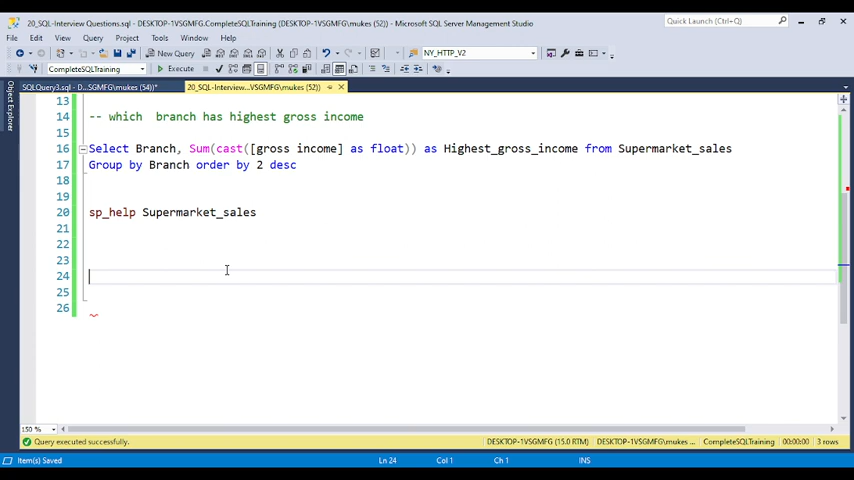 20_SQL-Interview Questions.sql - DESKTOP-1VSGMFG.CompleteSQLTraining (DESKTOP-1VSGMFG\mukes (52)) - Microsoft SQL Server Management Studio
Quick Launch (Ctrl+Q)
File Edit View Query Project Tools Window Help
New Query NY_HTTP_V2
CompleteSQLTraining Execute
SQLQuery3.sql - D...SGMFG\mukes (54))* 20_SQL-Interview...VSGMFG\mukes (52))
Object Explorer
13
14 -- which branch has highest gross income
15
16 Select Branch, Sum(cast([gross income] as float)) as Highest_gross_income from Supermarket_sales
17 Group by Branch order by 2 desc
18
19
20 sp_help Supermarket_sales
21
22
23
24
25
26
150 %
Query executed successfully. DESKTOP-1VSGMFG (15.0 RTM) DESKTOP-1VSGMFG\mukes ... CompleteSQLTraining 00:00:00 3 rows
Item(s) Saved Ln 24 Col 1 Ch 1 INS